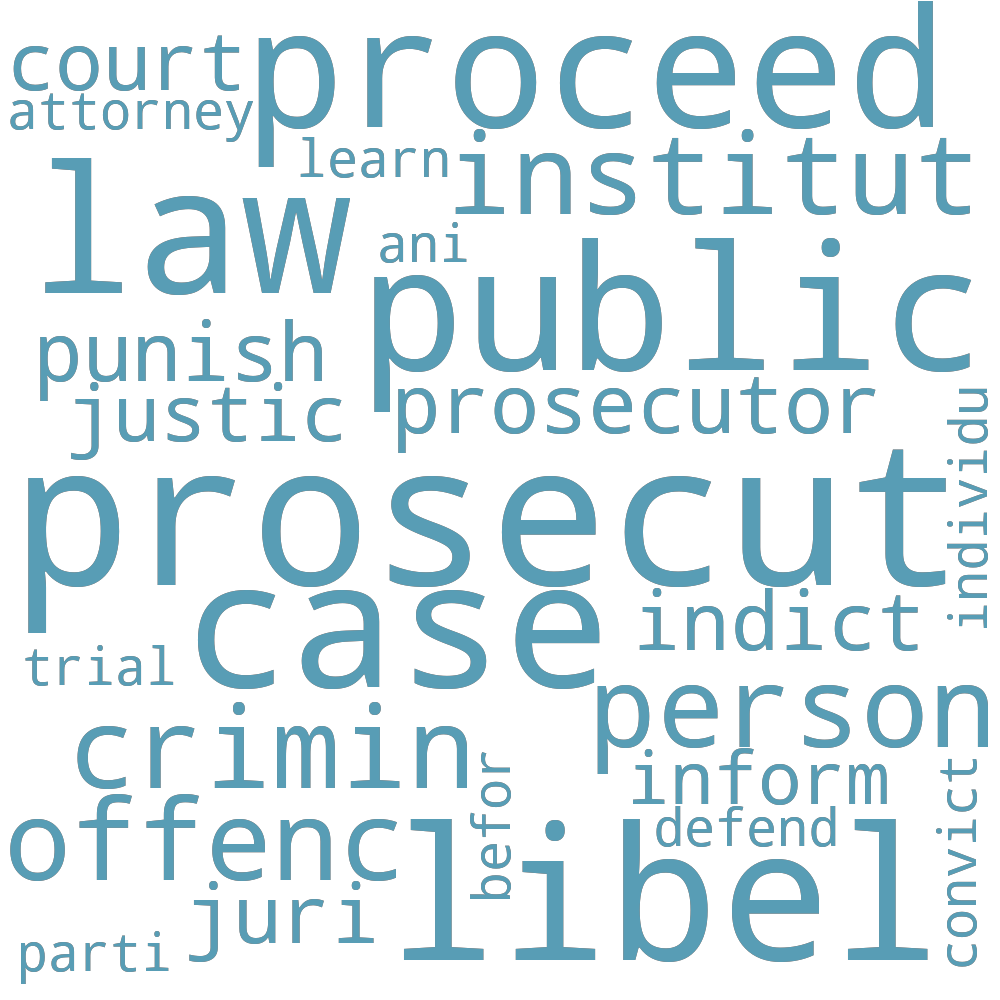 court
proceed
attorney
learn
institut
law
ani
public
punish
prosecutor
justic
individu
prosecut
case
indict
trial
person
crimin
inform
befor
convict
offenc
defend
libel
juri
parti